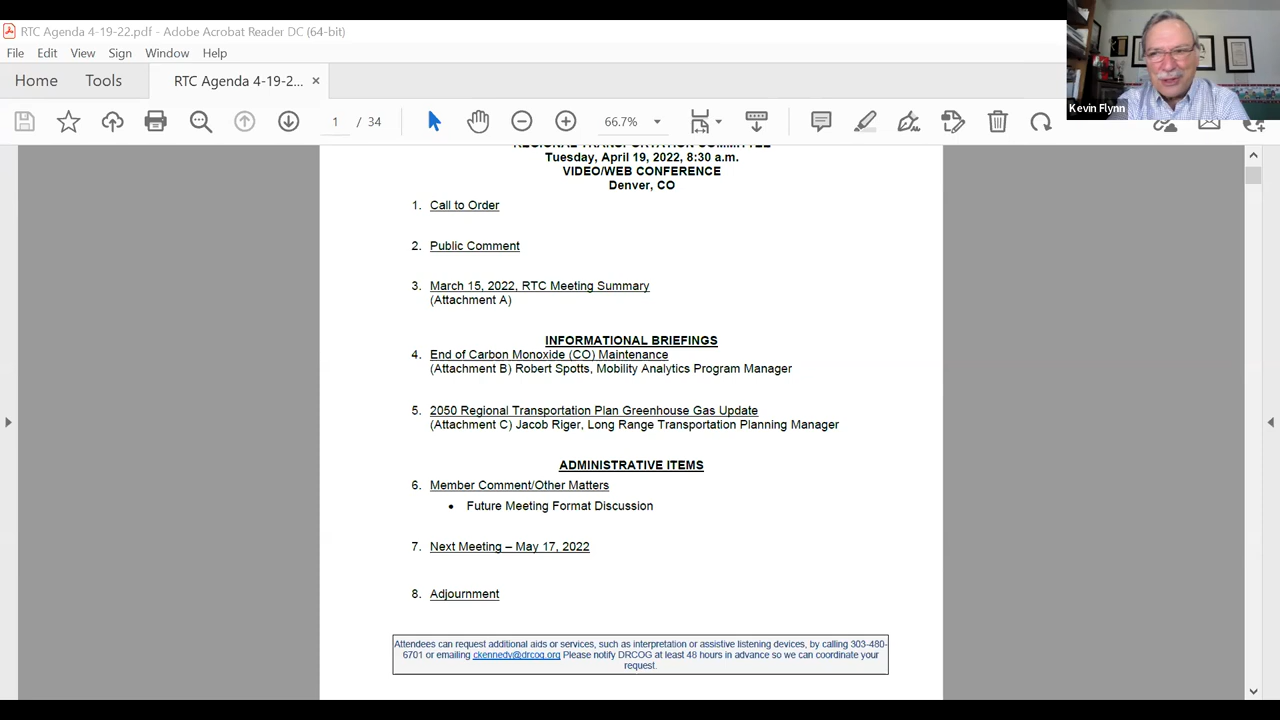 RTC Agenda 4-19-22.pdf - Adobe Acrobat Reader DC (64-bit)
File Edit View Sign Window Help
Home Tools RTC Agenda 4-19-2... ×
1 / 34 66.7%
Kevin Flynn
REGIONAL TRANSPORTATION COMMITTEE
Tuesday, April 19, 2022, 8:30 a.m.
VIDEO/WEB CONFERENCE
Denver, CO
1. Call to Order
2. Public Comment
3. March 15, 2022, RTC Meeting Summary
(Attachment A)
INFORMATIONAL BRIEFINGS
4. End of Carbon Monoxide (CO) Maintenance
(Attachment B) Robert Spotts, Mobility Analytics Program Manager
5. 2050 Regional Transportation Plan Greenhouse Gas Update
(Attachment C) Jacob Riger, Long Range Transportation Planning Manager
ADMINISTRATIVE ITEMS
6. Member Comment/Other Matters
• Future Meeting Format Discussion
7. Next Meeting – May 17, 2022
8. Adjournment
Attendees can request additional aids or services, such as interpretation or assistive listening devices, by calling 303-480-
6701 or emailing ckennedy@drcog.org Please notify DRCOG at least 48 hours in advance so we can coordinate your
request.